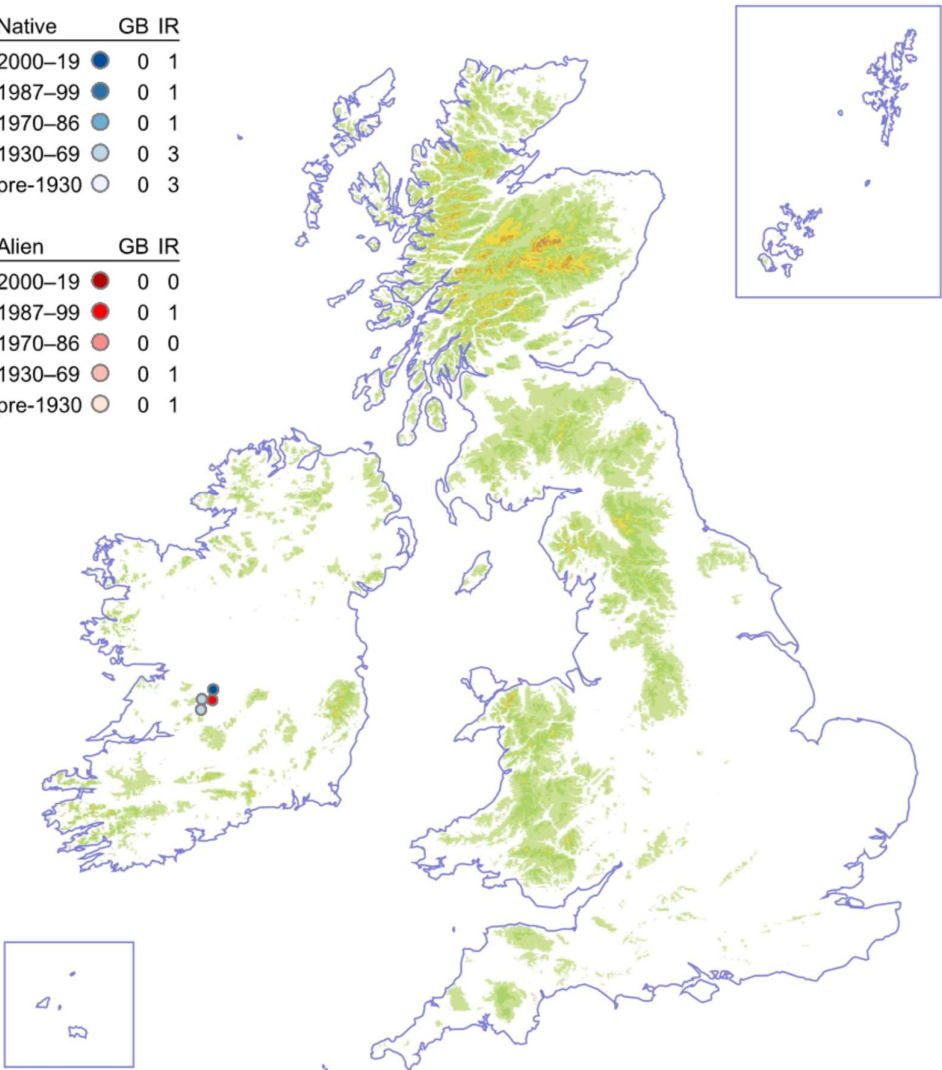 Native GB IR
2000–19 0 1
1987–99 0 1
1970–86 0 1
1930–69 0 3
pre-1930 0 3
Alien GB IR
2000–19 0 0
1987–99 0 1
1970–86 0 0
1930–69 0 1
pre-1930 0 1